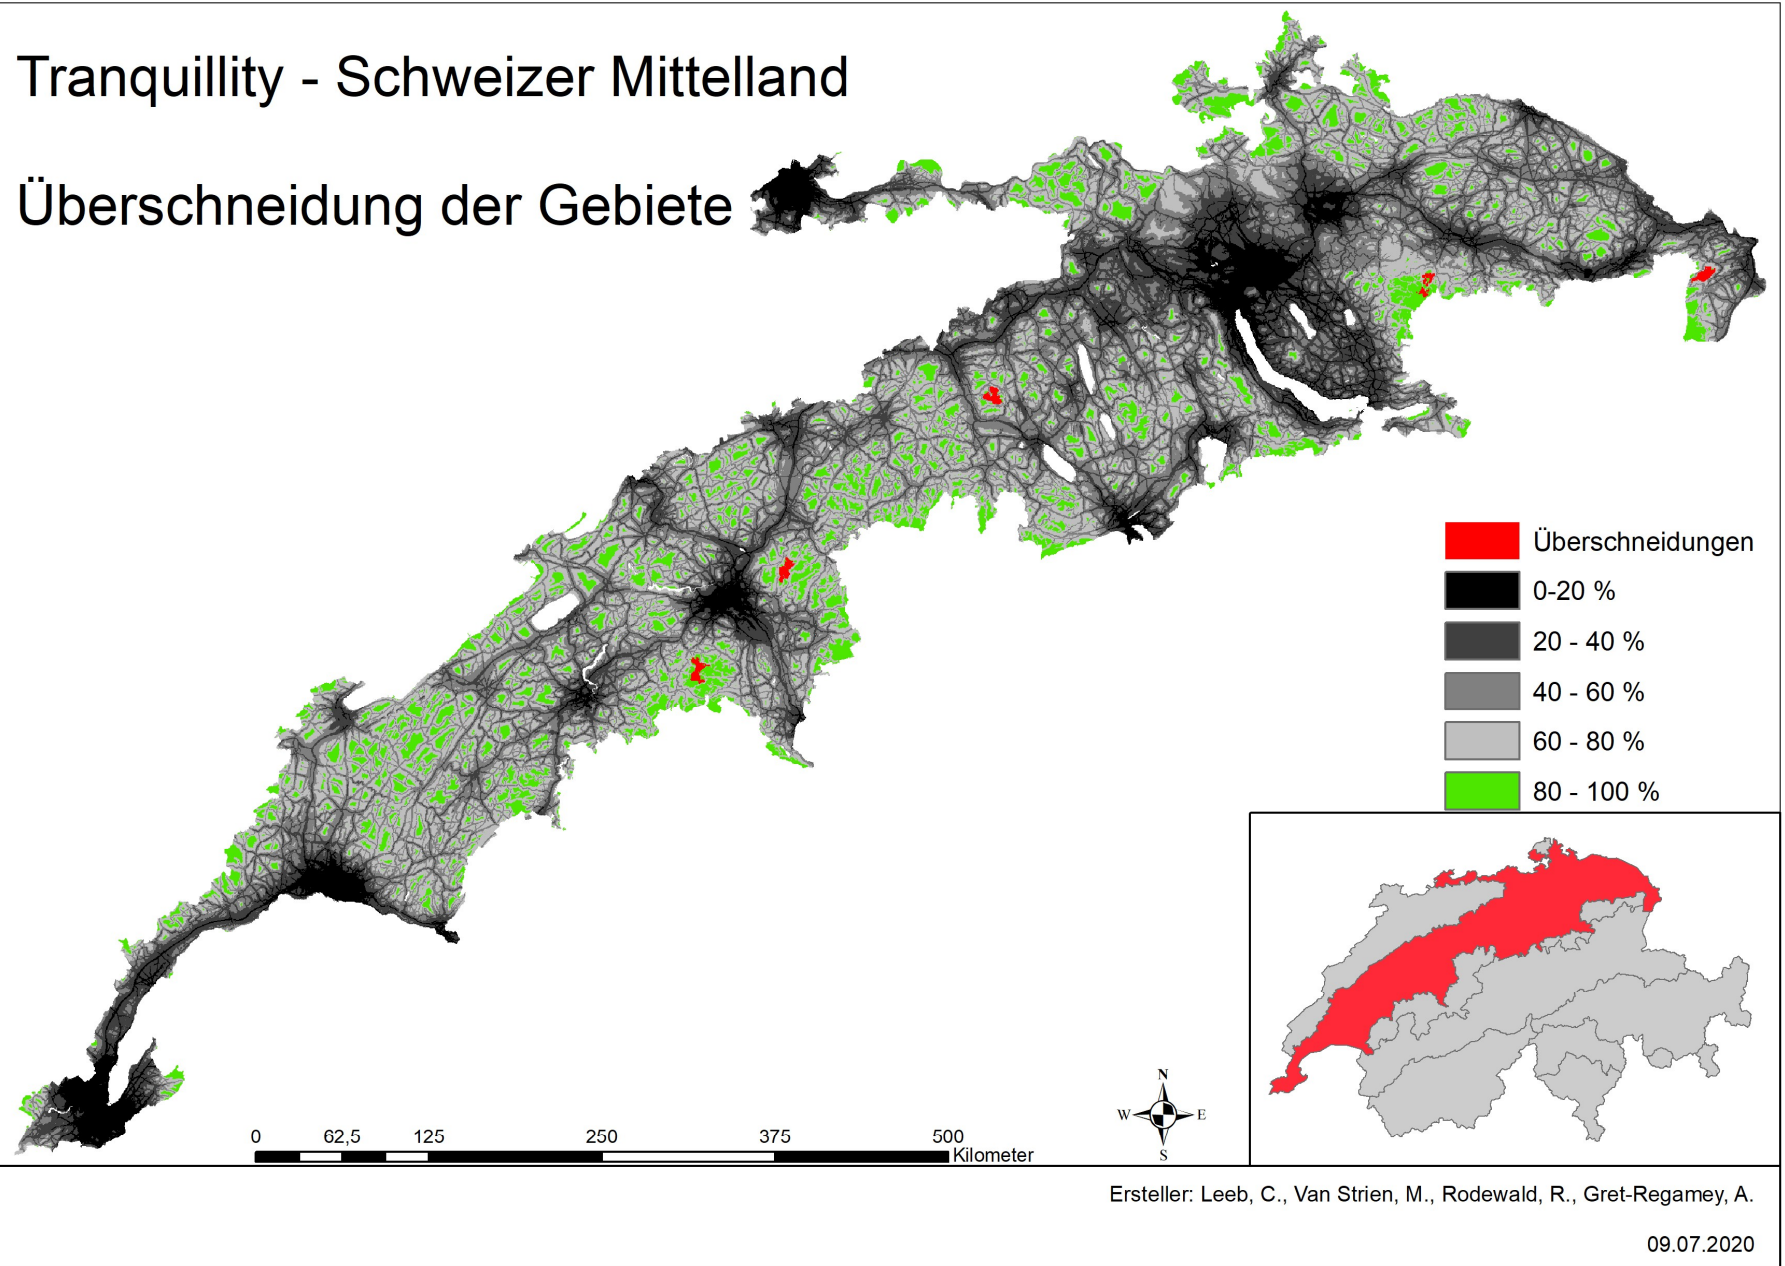 Tranquillity - Schweizer Mittelland
Überschneidung der Gebiete
Überschneidungen
0-20 %
20 - 40 %
40 - 60 %
60 - 80 %
80 - 100 %
N
W E
S
0 62,5 125 250 375 500
Kilometer
Ersteller: Leeb, C., Van Strien, M., Rodewald, R., Gret-Regamey, A.
09.07.2020